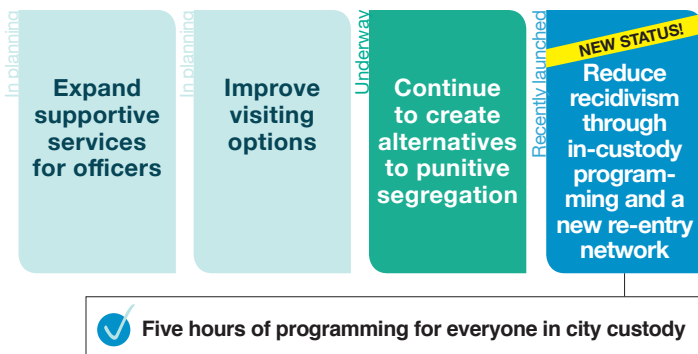 In planning
Expand
supportive
services
for officers
In planning
Improve
visiting
options
Underway
Continue
to create
alternatives
to punitive
segregation
Recently launched
NEW STATUS!
Reduce
recidivism
through
in-custody
program-
ming and a
new re-entry
network
Five hours of programming for everyone in city custody